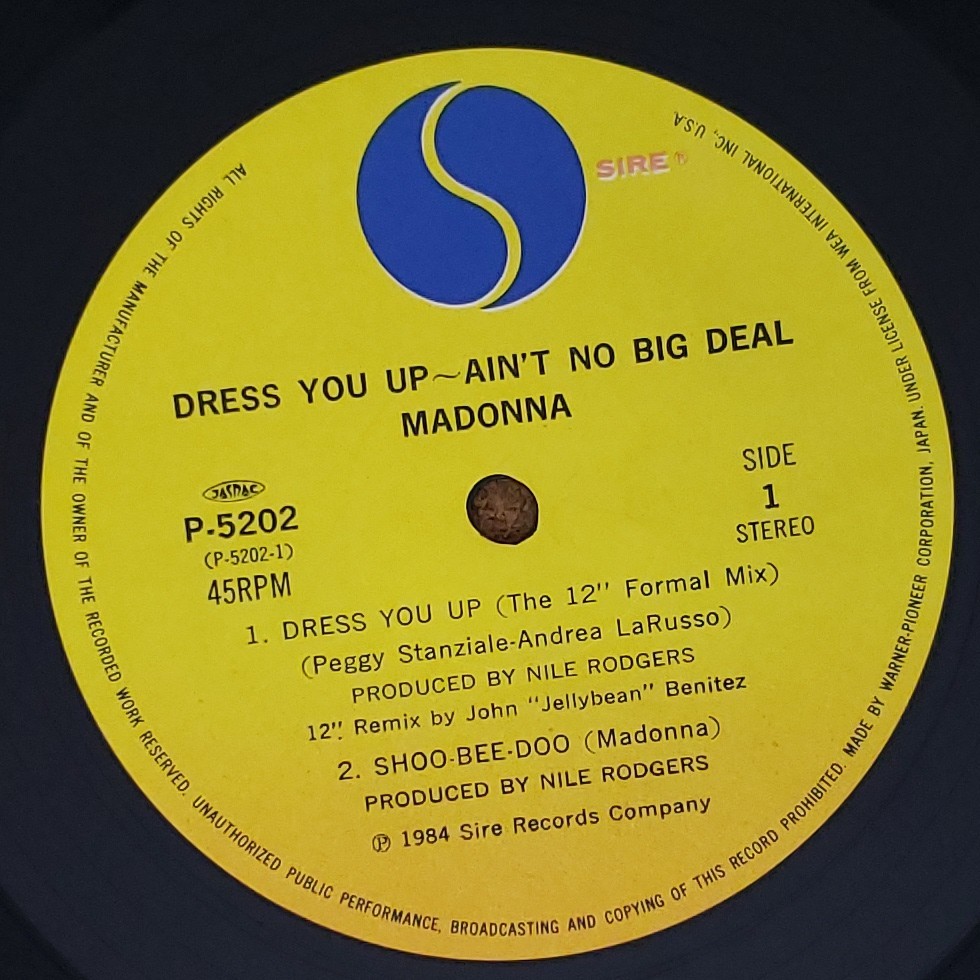 SIRE ®
DRESS YOU UP~AIN'T NO BIG DEAL
MADONNA
JASRAC
P-5202
(P-5202-1)
45RPM
SIDE
1
STEREO
1. DRESS YOU UP (The 12" Formal Mix)
(Peggy Stanziale-Andrea LaRusso)
PRODUCED BY NILE RODGERS
12" Remix by John "Jellybean" Benitez
2. SHOO-BEE-DOO (Madonna)
PRODUCED BY NILE RODGERS
℗ 1984 Sire Records Company
ALL RIGHTS OF THE MANUFACTURER AND OF THE OWNER OF THE RECORDED WORK RESERVED. UNAUTHORIZED PUBLIC PERFORMANCE, BROADCASTING AND COPYING OF THIS RECORD PROHIBITED. MADE BY WARNER-PIONEER CORPORATION, JAPAN. UNDER LICENSE FROM WEA INTERNATIONAL INC, U.S.A.